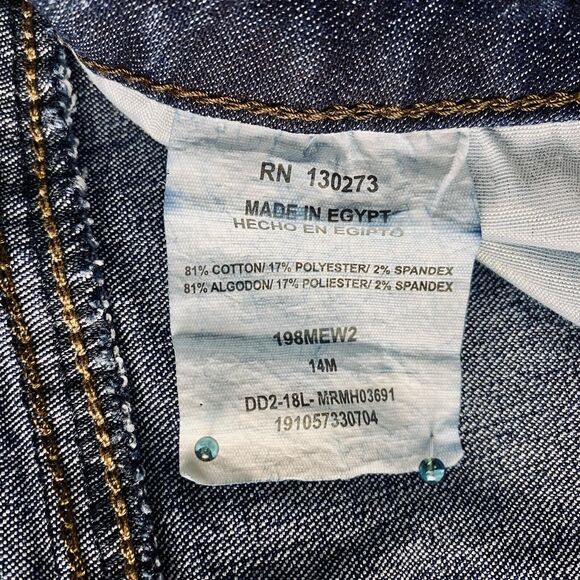 RN 130273
MADE IN EGYPT
HECHO EN EGIPTO
81% COTTON/ 17% POLYESTER/ 2% SPANDEX
81% ALGODON/ 17% POLIESTER/ 2% SPANDEX
198MEW2
14M
DD2-18L- MRMH03691
191057330704